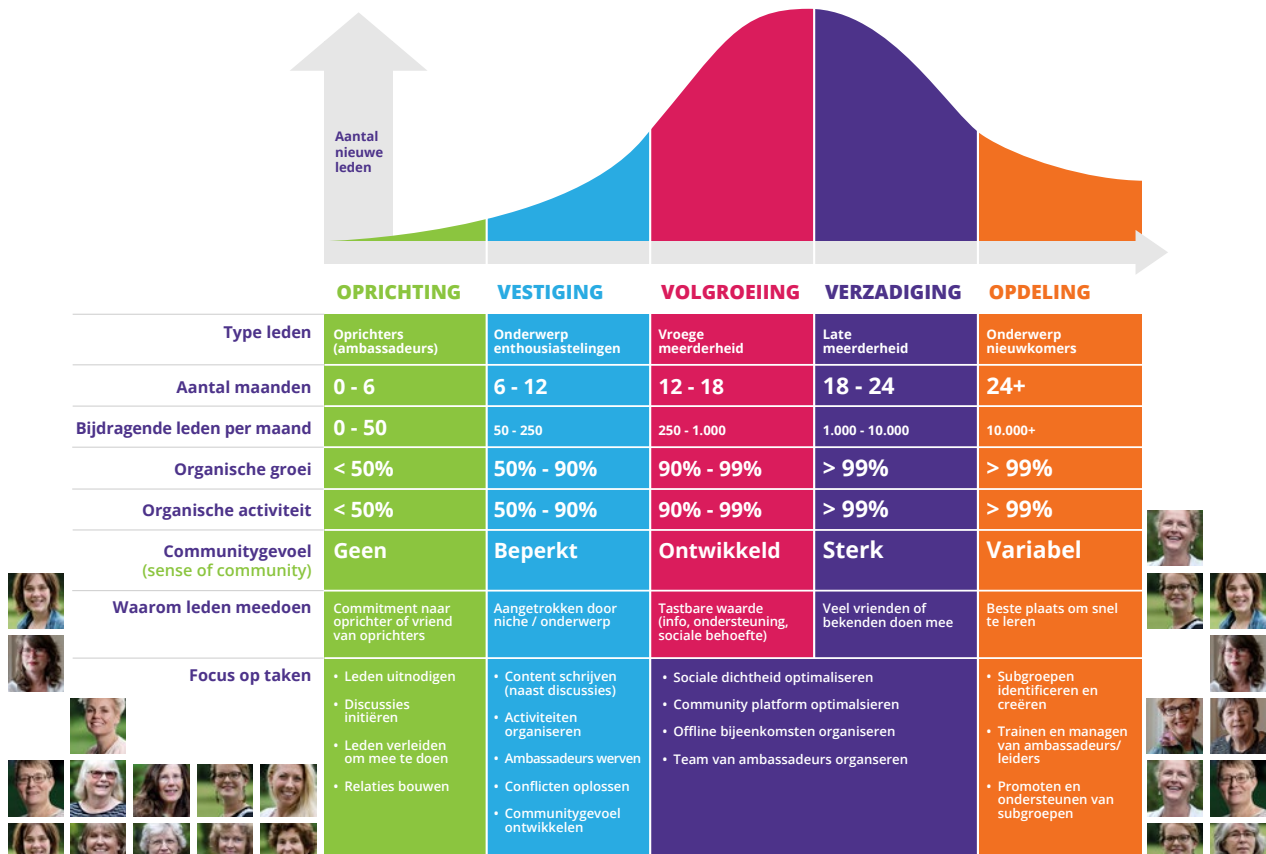 Aantal
nieuwe
leden
OPRICHTING
VESTIGING
VOLGROEIING
VERZADIGING
OPDELING
Type leden
Oprichters
(ambassadeurs)
Onderwerp
enthousiastelingen
Vroege
meerderheid
Late
meerderheid
Onderwerp
nieuwkomers
Aantal maanden
0 - 6
6 - 12
12 - 18
18 - 24
24+
Bijdragende leden per maand
0 - 50
50 - 250
250 - 1.000
1.000 - 10.000
10.000+
Organische groei
< 50%
50% - 90%
90% - 99%
> 99%
> 99%
Organische activiteit
< 50%
50% - 90%
90% - 99%
> 99%
> 99%
Communitygevoel
(sense of community)
Geen
Beperkt
Ontwikkeld
Sterk
Variabel
Waarom leden meedoen
Commitment naar
oprichter of vriend
van oprichters
Aangetrokken door
niche / onderwerp
Tastbare waarde
(info, ondersteuning,
sociale behoefte)
Veel vrienden of
bekenden doen mee
Beste plaats om snel
te leren
Focus op taken
• Leden uitnodigen
• Discussies
initiëren
• Leden verleiden
om mee te doen
• Relaties bouwen
• Content schrijven
(naast discussies)
• Activiteiten
organiseren
• Ambassadeurs werven
• Conflicten oplossen
• Communitygevoel
ontwikkelen
• Sociale dichtheid optimaliseren
• Community platform optimalsieren
• Offline bijeenkomsten organiseren
• Team van ambassadeurs organseren
• Subgroepen
identificeren en
creëren
• Trainen en managen
van ambassadeurs/
leiders
• Promoten en
ondersteunen van
subgroepen